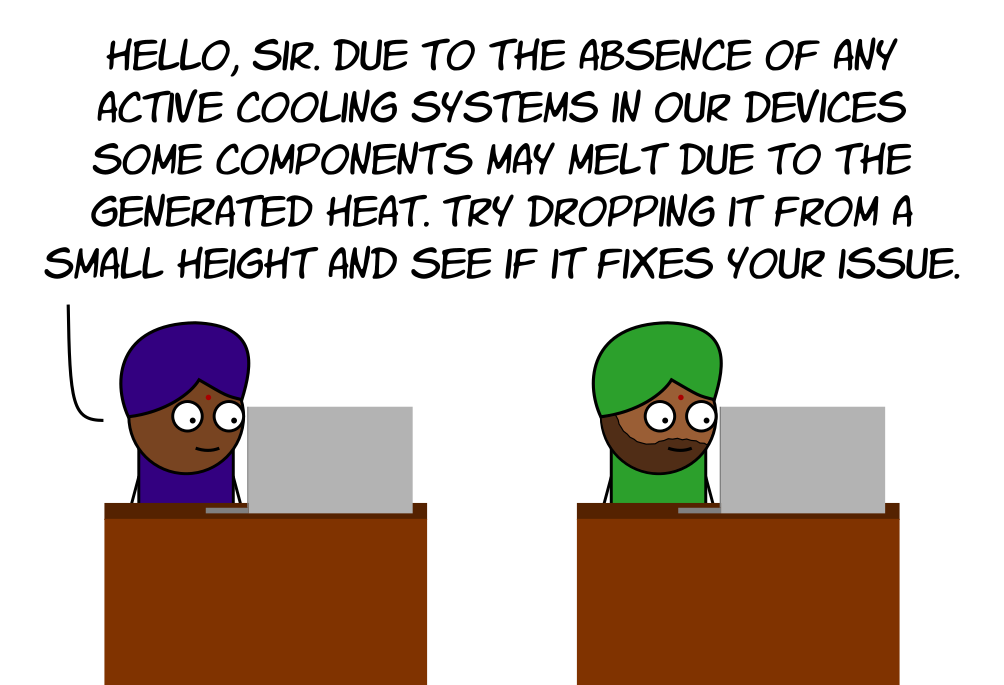 HELLO, SIR. DUE TO THE ABSENCE OF ANY
ACTIVE COOLING SYSTEMS IN OUR DEVICES
SOME COMPONENTS MAY MELT DUE TO THE
GENERATED HEAT. TRY DROPPING IT FROM A
SMALL HEIGHT AND SEE IF IT FIXES YOUR ISSUE.